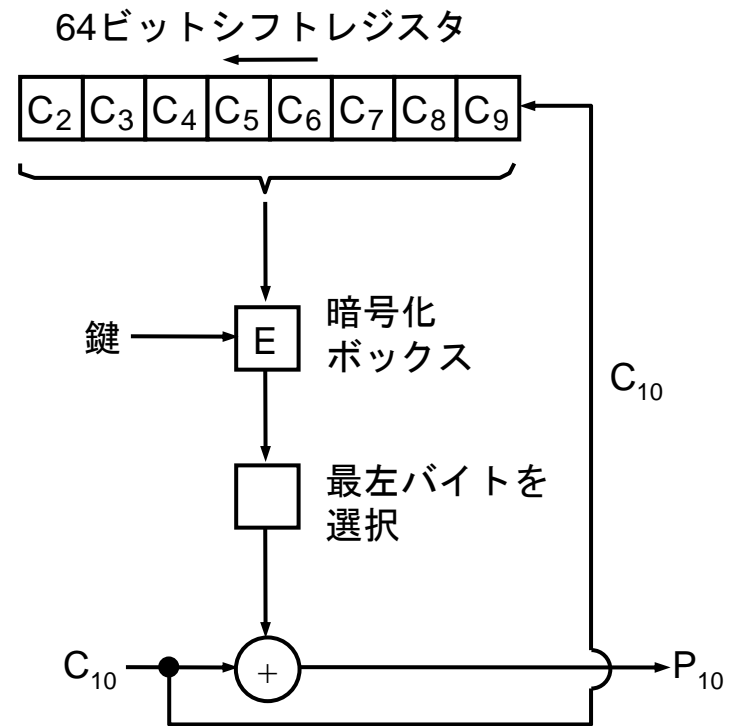 64ビットシフトレジスタ
C₂ C₃ C₄ C₅ C₆ C₇ C₈ C₉
鍵
E
暗号化
ボックス
C₁₀
最左バイトを
選択
C₁₀
+
P₁₀